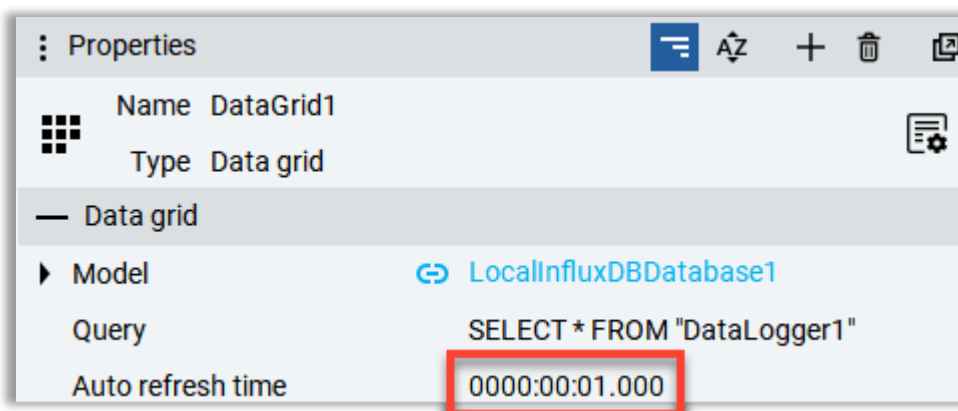 Properties
Name DataGrid1
Type Data grid
Data grid
Model LocalInfluxDBDatabase1
Query SELECT * FROM "DataLogger1"
Auto refresh time 0000:00:01.000